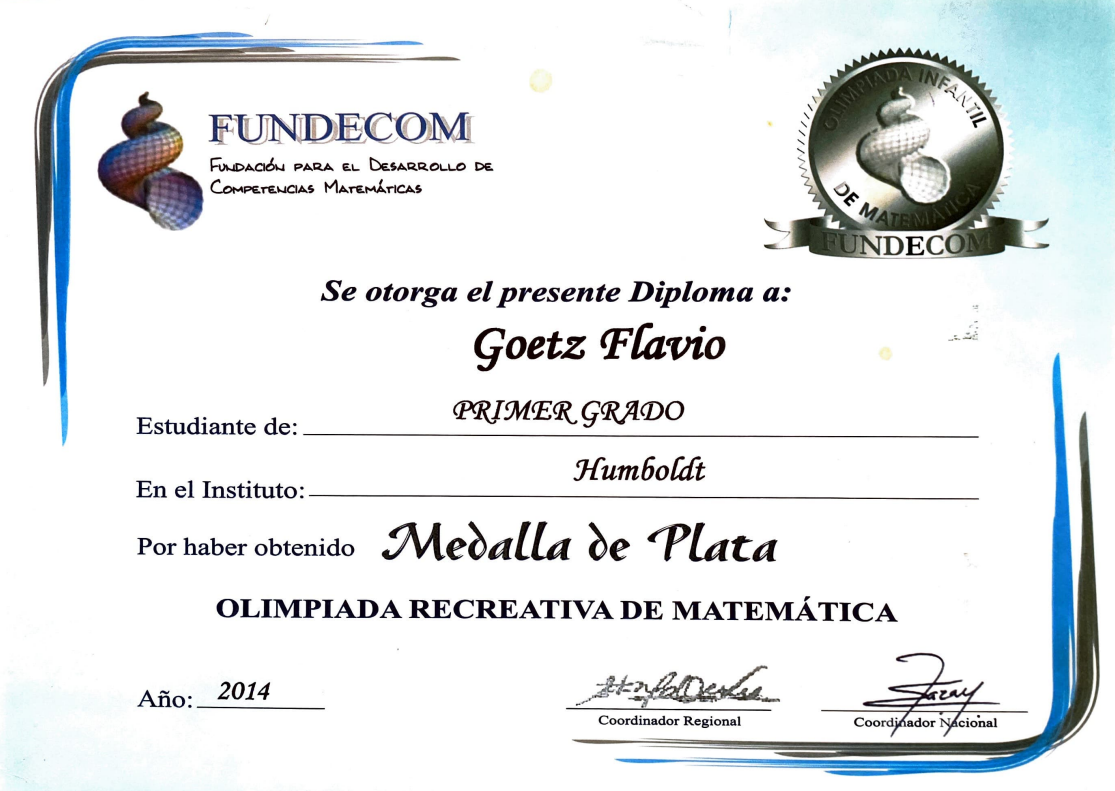 FUNDECOM
FUNDACIÓN PARA EL DESARROLLO DE
COMPETENCIAS MATEMÁTICAS
OLIMPIADA INFANTIL
DE MATEMÁTICA
FUNDECOM
Se otorga el presente Diploma a:
Goetz Flavio
Estudiante de: PRIMER GRADO
En el Instituto: Humboldt
Por haber obtenido Medalla de Plata
OLIMPIADA RECREATIVA DE MATEMÁTICA
Año: 2014
Coordinador Regional
Coordinador Nacional